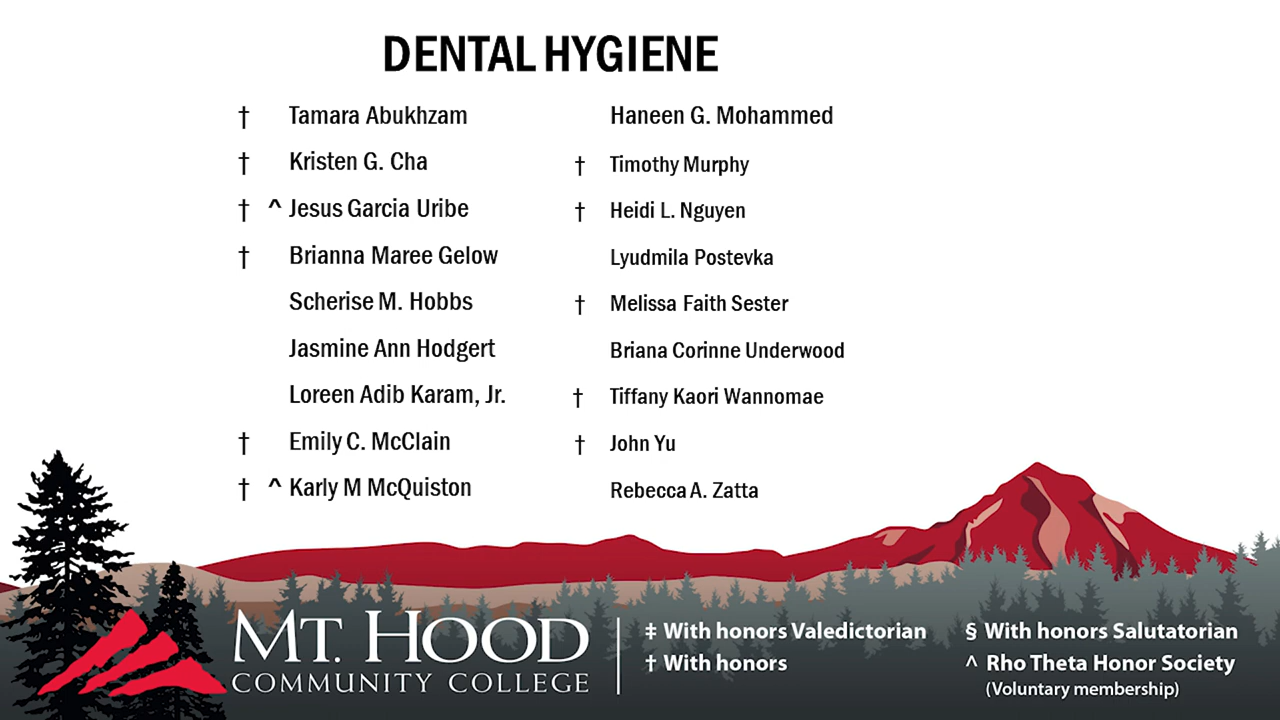 DENTAL HYGIENE
† Tamara Abukhzam
† Kristen G. Cha
† ^ Jesus Garcia Uribe
† Brianna Maree Gelow
Scherise M. Hobbs
Jasmine Ann Hodgert
Loreen Adib Karam, Jr.
† Emily C. McClain
† ^ Karly M McQuiston
Haneen G. Mohammed
† Timothy Murphy
† Heidi L. Nguyen
Lyudmila Postevka
† Melissa Faith Sester
Briana Corinne Underwood
† Tiffany Kaori Wannomae
† John Yu
Rebecca A. Zatta
MT. HOOD
COMMUNITY COLLEGE
‡ With honors Valedictorian
† With honors
§ With honors Salutatorian
^ Rho Theta Honor Society
(Voluntary membership)